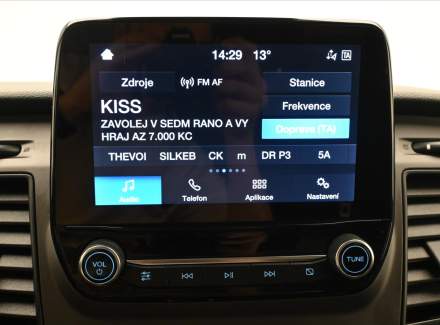 14:29 13° TA
Zdroje FM AF Stanice
KISS
Frekvence
ZAVOLEJ V SEDM RANO A VY
HRAJ AZ 7.000 KC
Doprava (TA)
THEVOI SILKEB CK m DR P3 5A
Audio Telefon Aplikace Nastavení
VOL TUNE